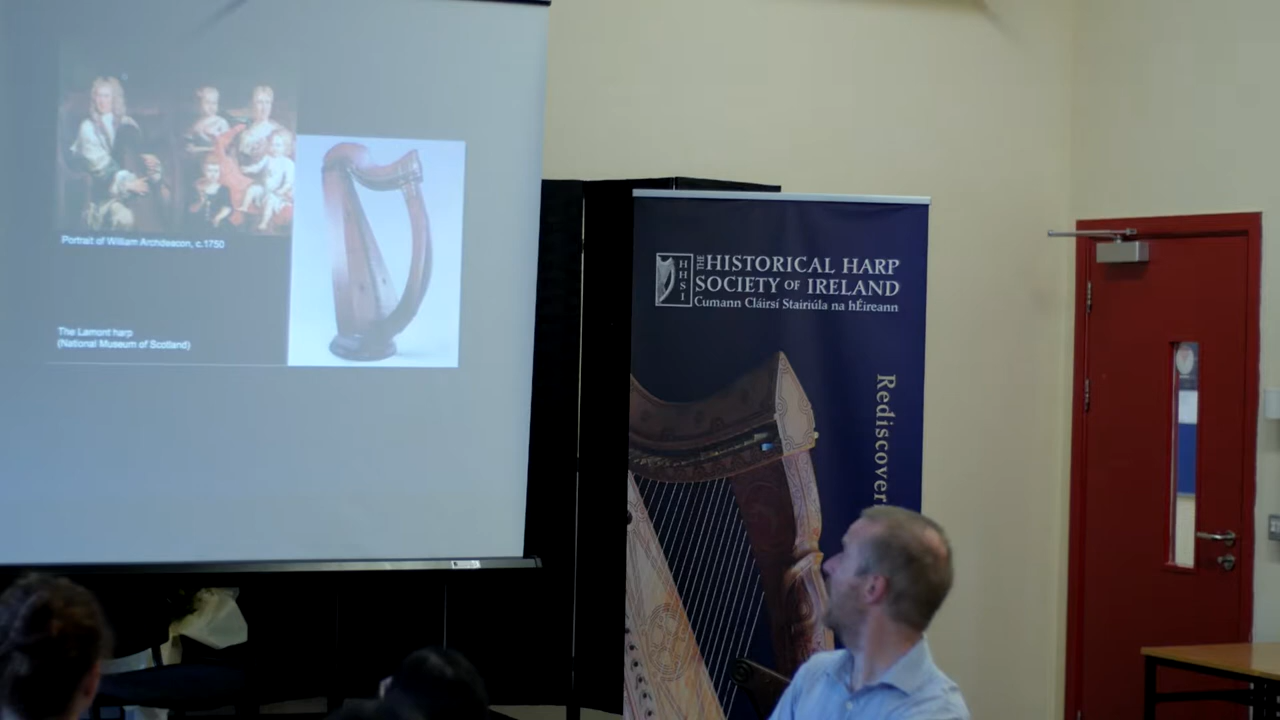 Portrait of William Archdeacon, c.1750
The Lamont harp
(National Museum of Scotland)
HHSI
THE HISTORICAL HARP
SOCIETY OF IRELAND
Cumann Cláirsí Stairiúla na hÉireann
Rediscover